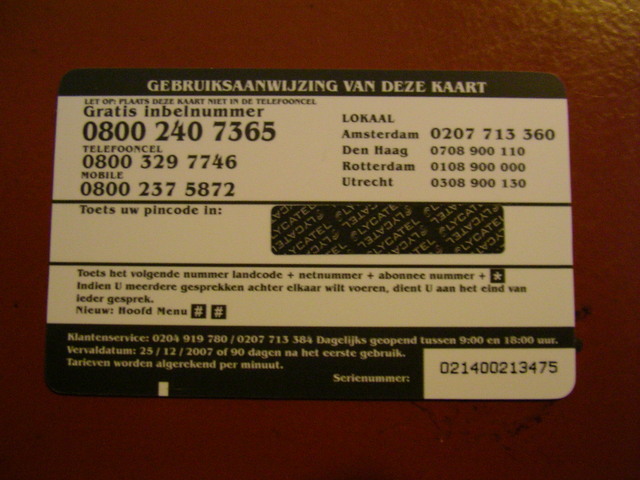 GEBRUIKSAANWIJZING VAN DEZE KAART
LET OP: PLAATS DEZE KAART NIET IN DE TELEFOONCEL
Gratis inbelnummer
0800 240 7365
TELEFOONCEL
0800 329 7746
MOBILE
0800 237 5872
LOKAAL
Amsterdam 0207 713 360
Den Haag 0708 900 110
Rotterdam 0108 900 000
Utrecht 0308 900 130
Toets uw pincode in:
LYCATEL
Toets het volgende nummer landcode + netnummer + abonnee nummer + *
Indien U meerdere gesprekken achter elkaar wilt voeren, dient U aan het eind van
ieder gesprek.
Nieuw: Hoofd Menu # #
Klantenservice: 0204 919 780 / 0207 713 384 Dagelijks geopend tussen 9:00 en 18:00 uur.
Vervaldatum: 25 / 12 / 2007 of 90 dagen na het eerste gebruik.
Tarieven worden afgerekend per minuut.
Serienummer: 021400213475